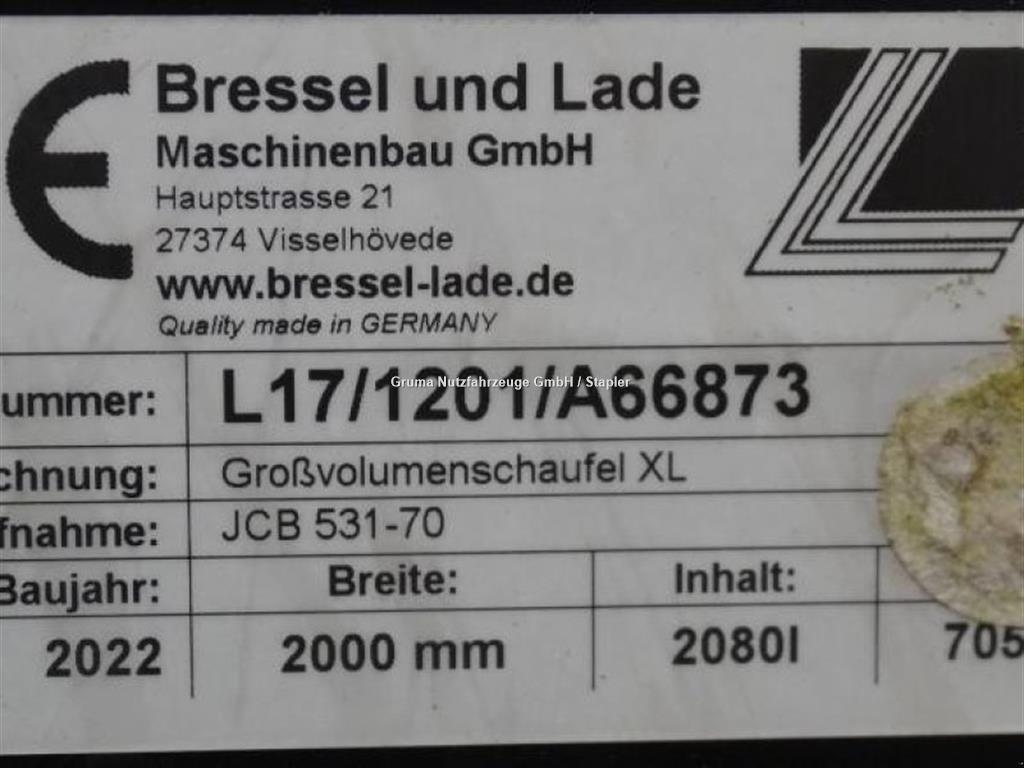 CE Bressel und Lade
Maschinenbau GmbH
Hauptstrasse 21
27374 Visselhövede
www.bressel-lade.de
Quality made in GERMANY
ummer: L17/1201/A66873
Gruma Nutzfahrzeuge GmbH / Stapler
chnung: Großvolumenschaufel XL
fnahme: JCB 531-70
Baujahr: Breite: Inhalt:
2022 2000 mm 2080l 705